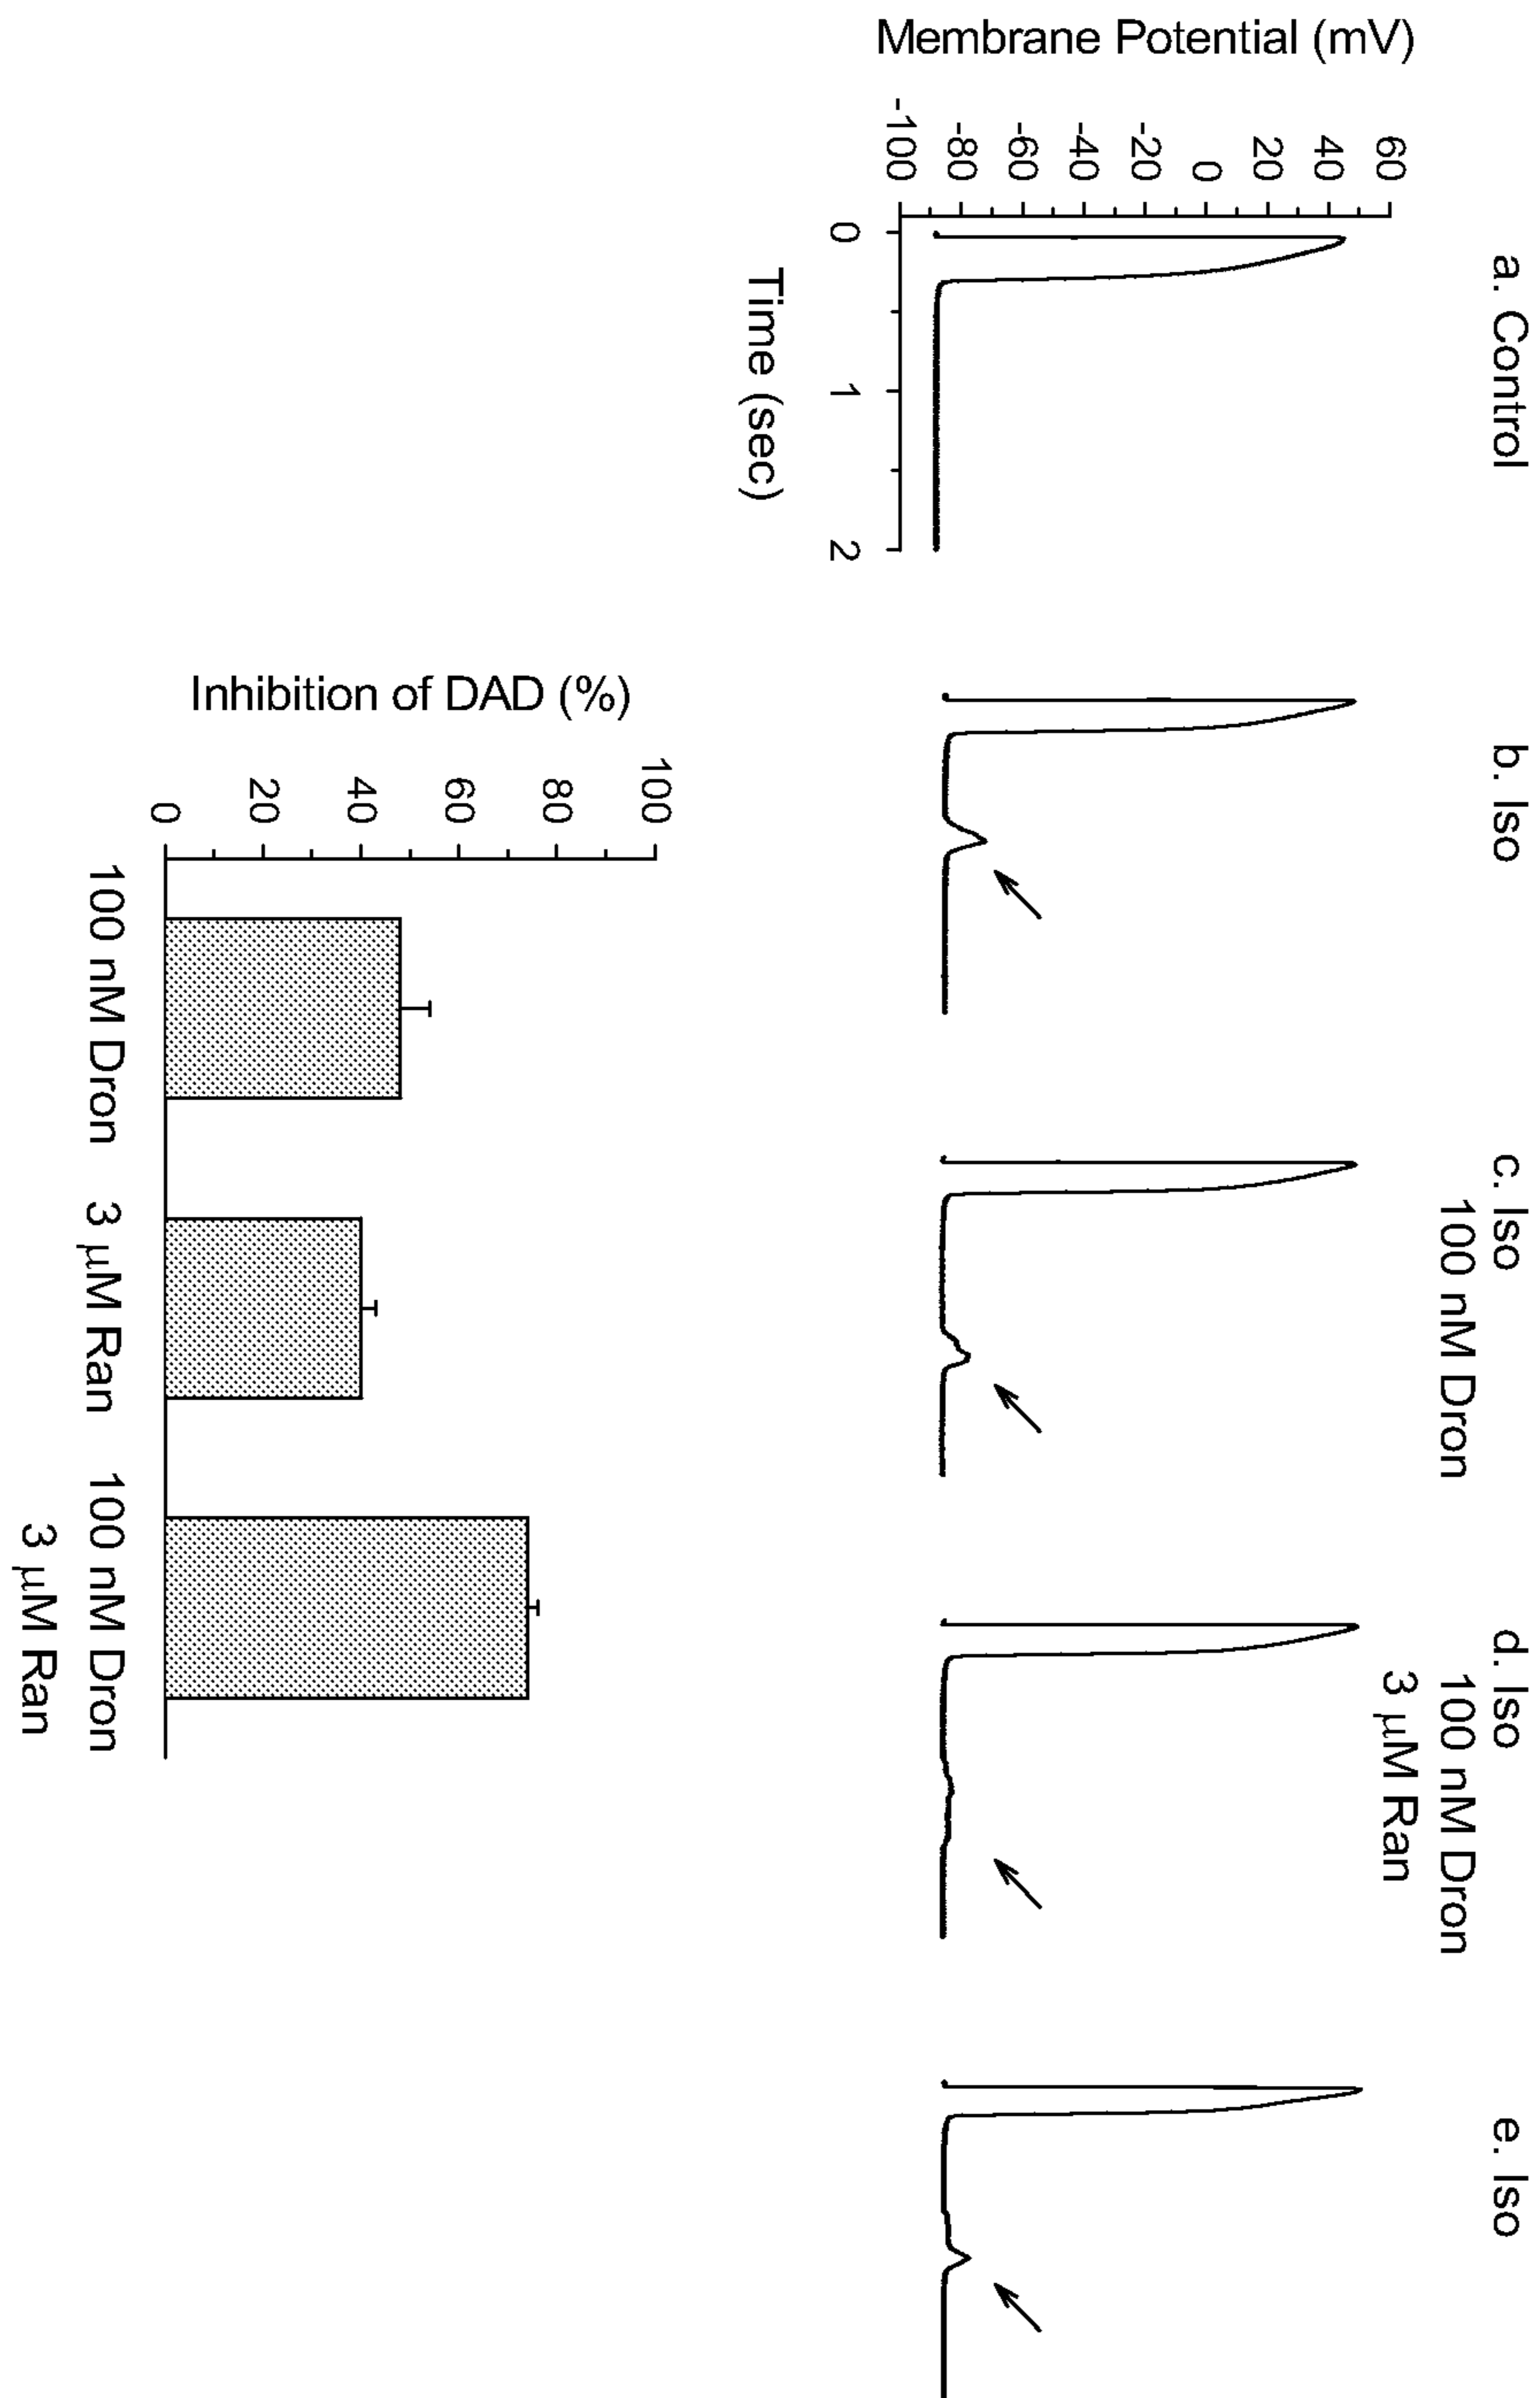 a. Control
b. Iso
c. Iso
100 nM Dron
d. Iso
100 nM Dron
3 μM Ran
e. Iso
Membrane Potential (mV)
60
40
20
0
-20
-40
-60
-80
-100
0
1
2
Time (sec)
Inhibition of DAD (%)
100
80
60
40
20
0
100 nM Dron
3 μM Ran
100 nM Dron
3 μM Ran